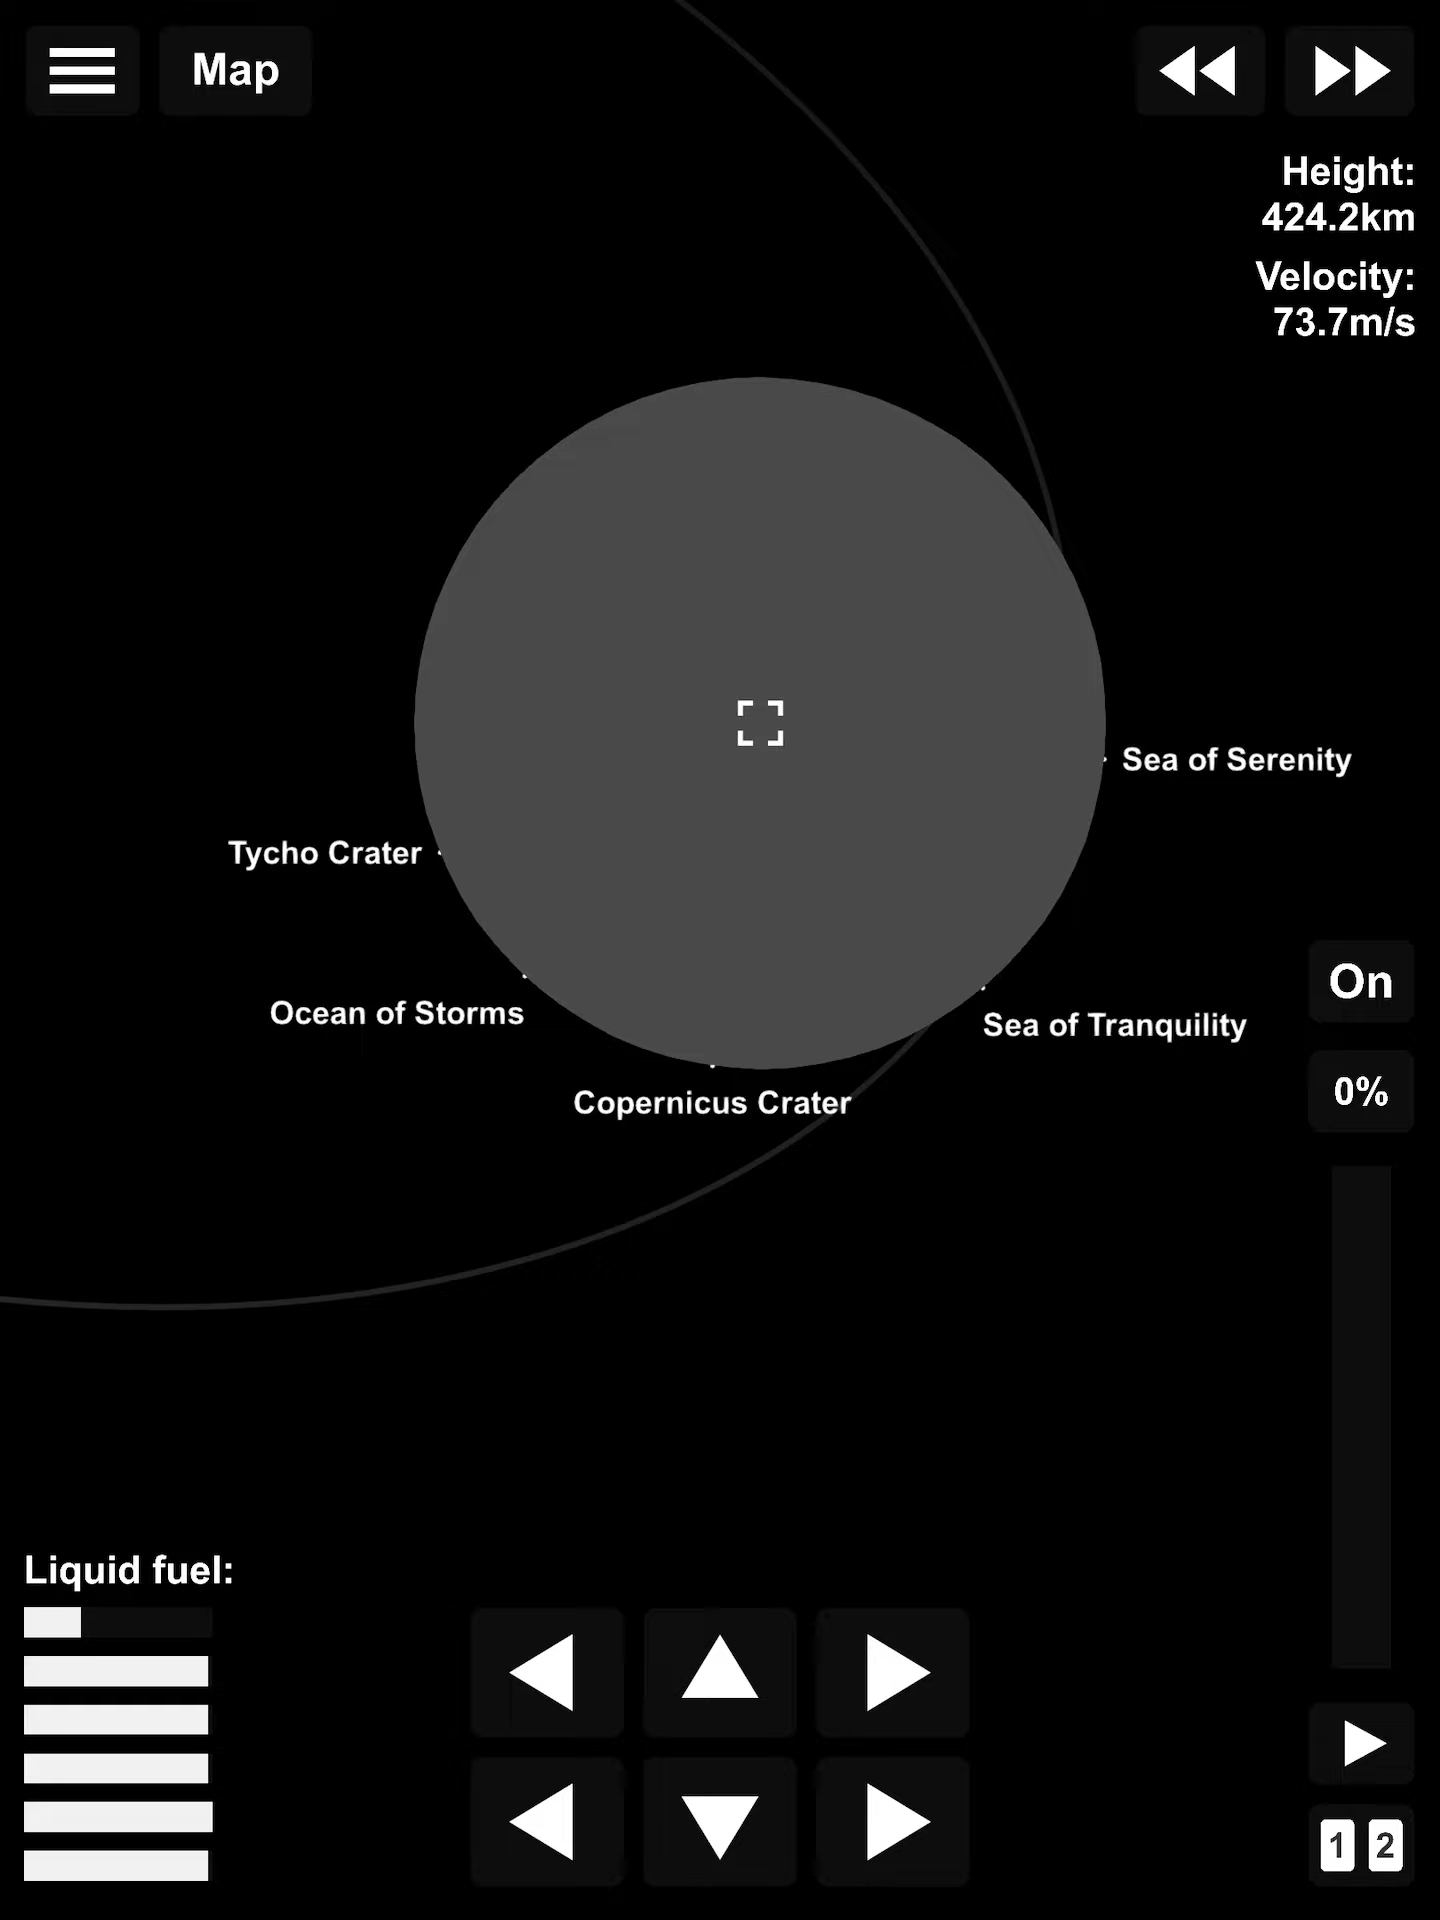 Map
Height:
424.2km
Velocity:
73.7m/s
Sea of Serenity
Tycho Crater
On
Ocean of Storms
Sea of Tranquility
0%
Copernicus Crater
Liquid fuel:
1 2